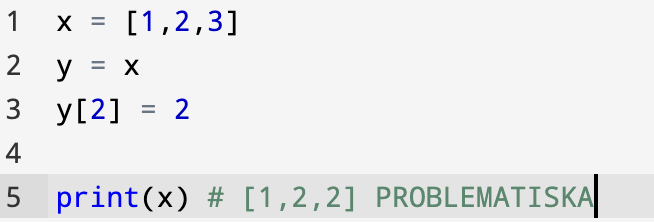 1 x = [1,2,3]
2 y = x
3 y[2] = 2
4
5 print(x) # [1,2,2] PROBLEMATISKA